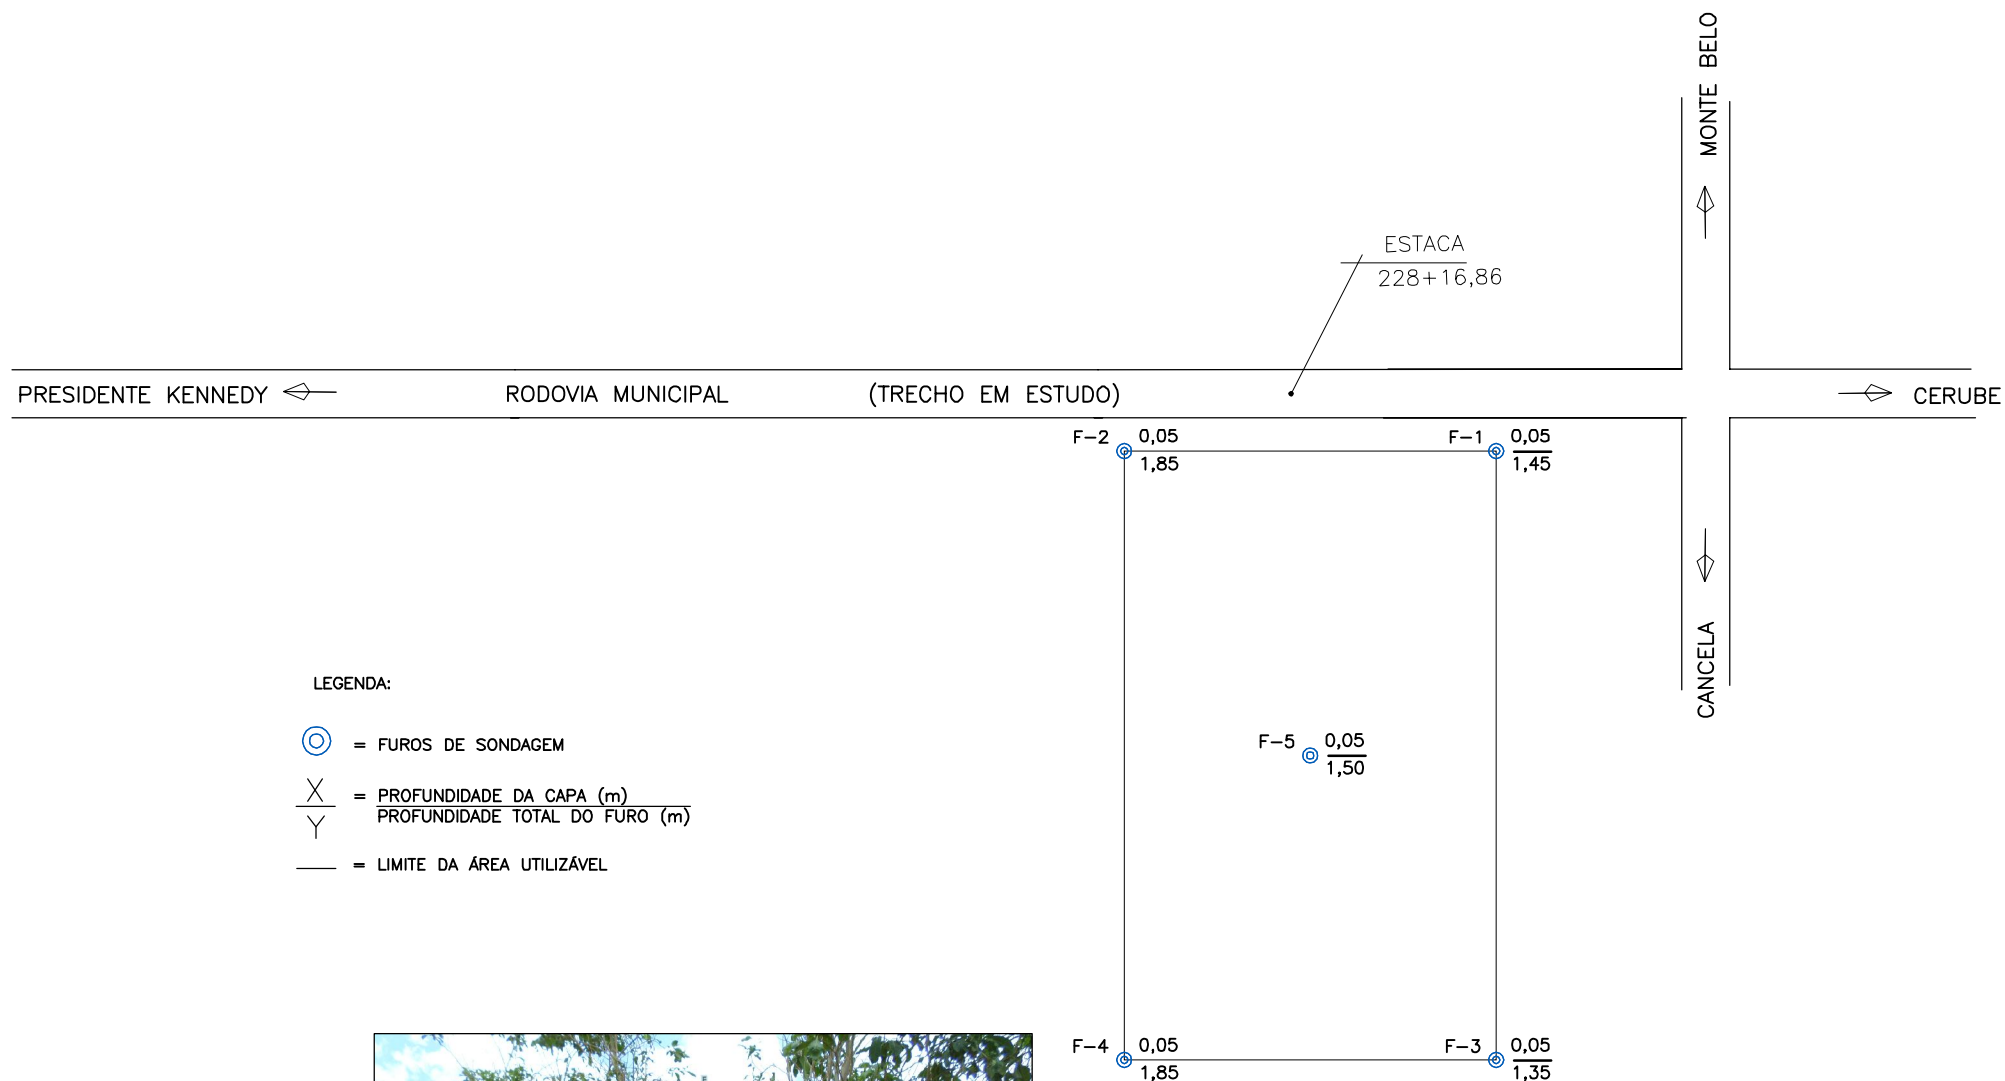 MONTE BELO
ESTACA
228+16,86
PRESIDENTE KENNEDY
RODOVIA MUNICIPAL
(TRECHO EM ESTUDO)
CERUBE
F-2
0,05
1,85
F-1
0,05
1,45
CANCELA
LEGENDA:
= FUROS DE SONDAGEM
X
Y
= PROFUNDIDADE DA CAPA (m)
PROFUNDIDADE TOTAL DO FURO (m)
= LIMITE DA ÁREA UTILIZÁVEL
F-5
0,05
1,50
F-4
0,05
1,85
F-3
0,05
1,35